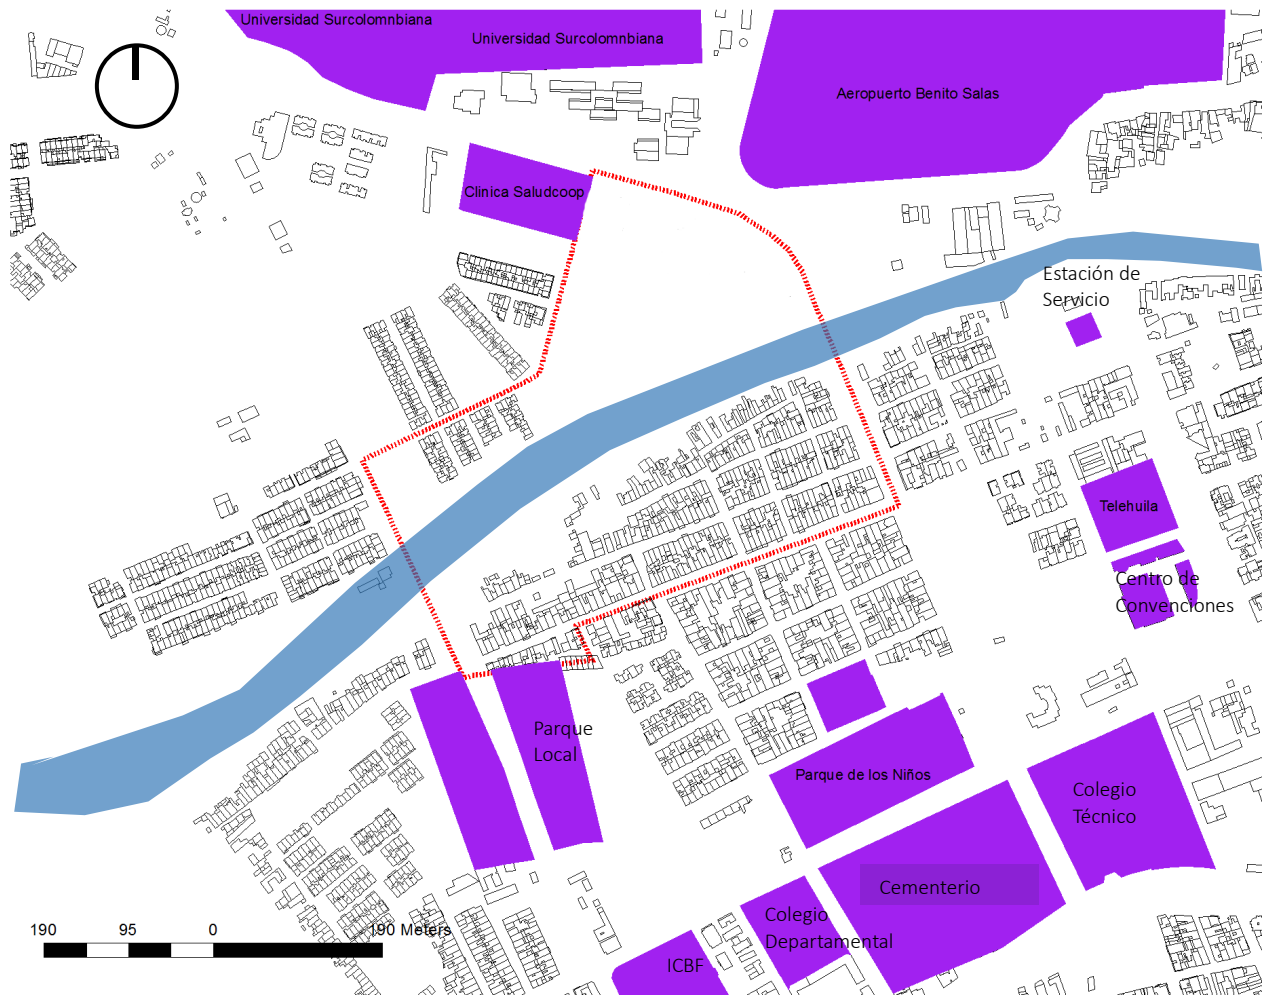 Universidad Surcolomnbiana
Universidad Surcolomnbiana
Aeropuerto Benito Salas
Clinica Saludcoop
Estación de
Servicio
Telehuila
Centro de
Convenciones
Parque
Local
Parque de los Niños
Colegio
Técnico
Cementerio
Colegio
Departamental
ICBF
190 95 0 190 Meters